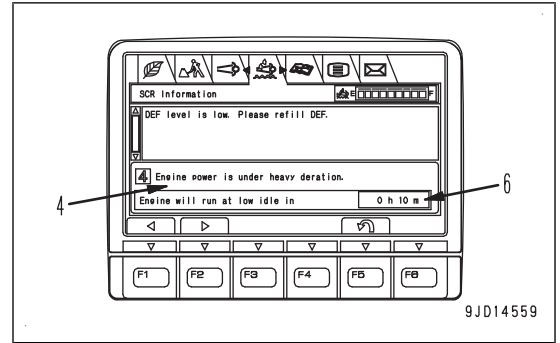 SCR Information
E F
DEF level is low. Please refill DEF.
4 Engine power is under heavy deration.
Engine will run at low idle in 0 h 10 m
4
6
F1 F2 F3 F4 F5 F6
9JD14559